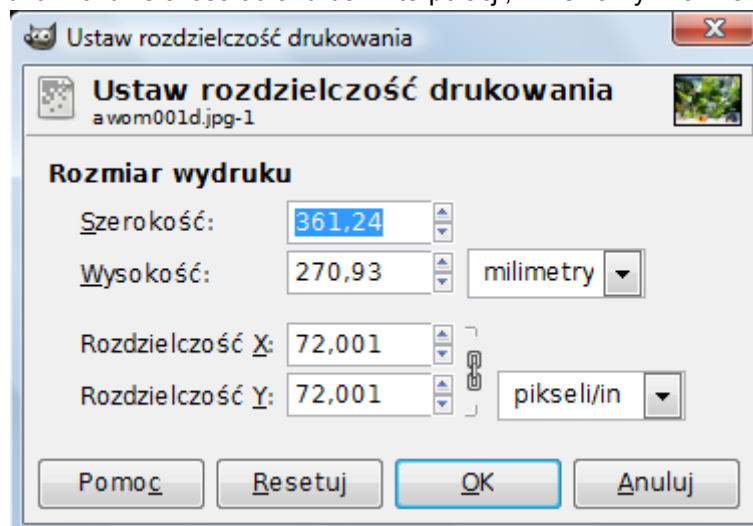 Ustaw rozdzielczość drukowania
Ustaw rozdzielczość drukowania
awom001d.jpg-1
Rozmiar wydruku
Szerokość: 361,24
Wysokość: 270,93 milimetry
Rozdzielczość X: 72,001
Rozdzielczość Y: 72,001 pikseli/in
Pomoc Resetuj OK Anuluj